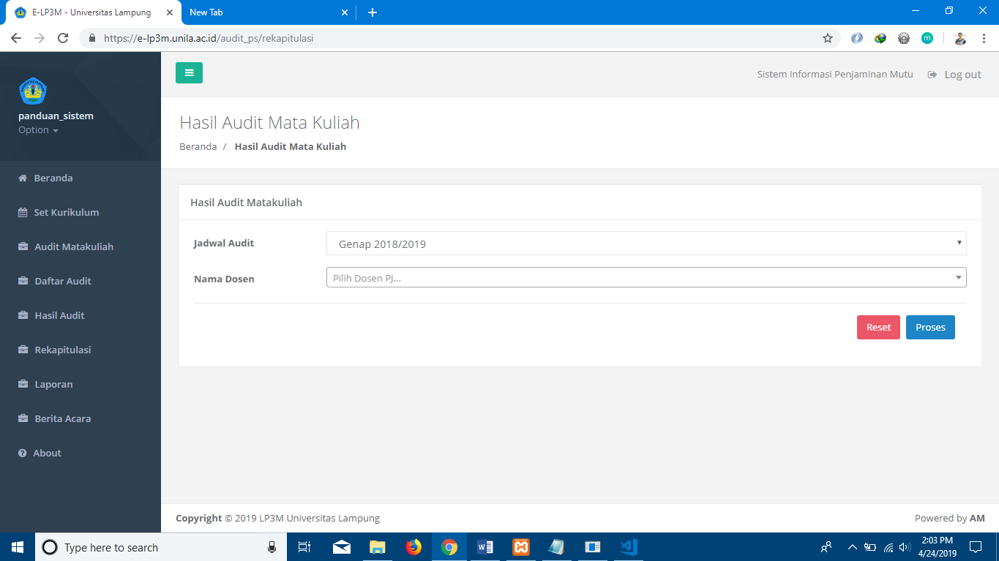 E-LP3M - Universitas Lampung
New Tab
https://e-lp3m.unila.ac.id/audit_ps/rekapitulasi
m
panduan_sistem
Option
Beranda
Set Kurikulum
Audit Matakuliah
Daftar Audit
Hasil Audit
Rekapitulasi
Laporan
Berita Acara
About
Sistem Informasi Penjaminan Mutu
Log out
Hasil Audit Mata Kuliah
Beranda / Hasil Audit Mata Kuliah
Hasil Audit Matakuliah
Jadwal Audit
Genap 2018/2019
Nama Dosen
Pilih Dosen PJ...
Reset
Proses
Copyright © 2019 LP3M Universitas Lampung
Powered by AM
Type here to search
2:03 PM
4/24/2019